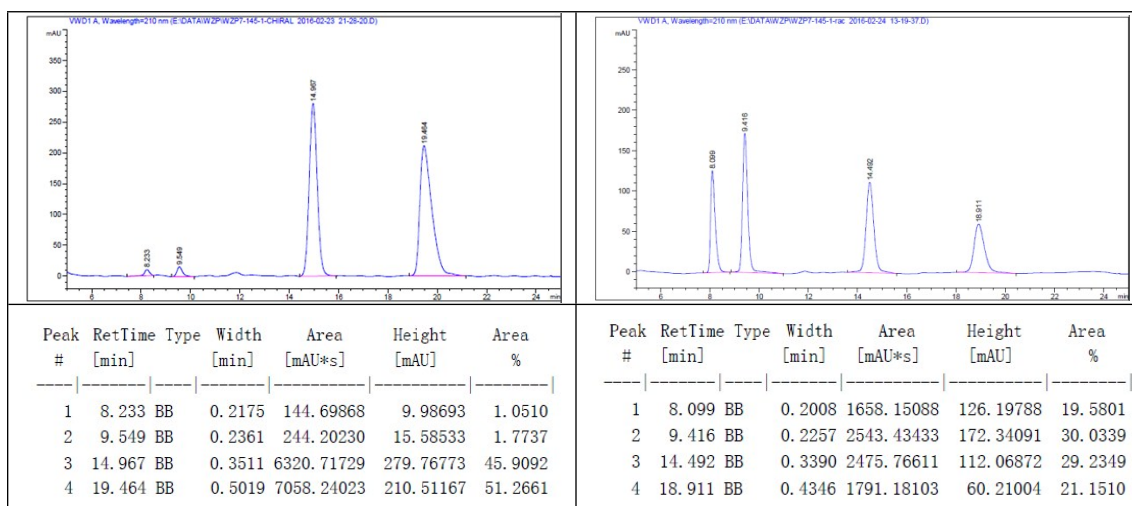 VWD1 A, Wavelength=210 nm (E:\DATA\WZP\WZP7-145-1-CHIRAL 2016-02-23 21-28-20.D)
mAU
350
300
250
200
150
100
50
0
8.233
9.549
14.967
19.464
6 8 10 12 14 16 18 20 22 24 min
Peak RetTime Type Width Area Height Area
# [min] [min] [mAU*s] [mAU] %
----|-------|----|-------|----------|----------|--------|
1 8.233 BB 0.2175 144.69868 9.98693 1.0510
2 9.549 BB 0.2361 244.20230 15.58533 1.7737
3 14.967 BB 0.3511 6320.71729 279.76773 45.9092
4 19.464 BB 0.5019 7058.24023 210.51167 51.2661
VWD1 A, Wavelength=210 nm (E:\DATA\WZP\WZP7-145-1-rac 2016-02-24 13-19-37.D)
mAU
250
200
150
100
50
0
8.099
9.416
14.492
18.911
6 8 10 12 14 16 18 20 22 24 min
Peak RetTime Type Width Area Height Area
# [min] [min] [mAU*s] [mAU] %
----|-------|----|-------|----------|----------|--------|
1 8.099 BB 0.2008 1658.15088 126.19788 19.5801
2 9.416 BB 0.2257 2543.43433 172.34091 30.0339
3 14.492 BB 0.3390 2475.76611 112.06872 29.2349
4 18.911 BB 0.4346 1791.18103 60.21004 21.1510